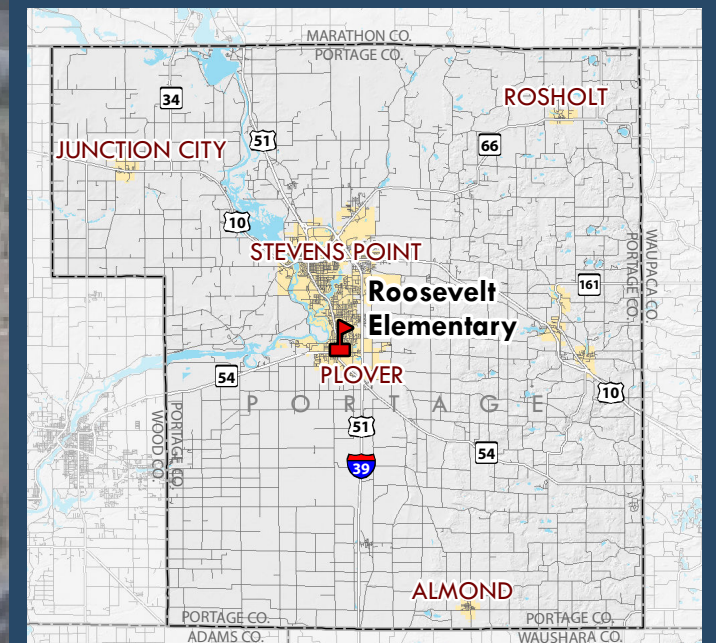 MARATHON CO.
PORTAGE CO.
34
ROSHOLT
51
66
JUNCTION CITY
10
STEVENS POINT
WAUPACA CO.
PORTAGE CO.
161
Roosevelt
Elementary
54
PLOVER
10
PORTAGE
PORTAGE CO.
WOOD CO.
51
54
39
ALMOND
PORTAGE CO.
ADAMS CO.
PORTAGE CO.
WAUSHARA CO.